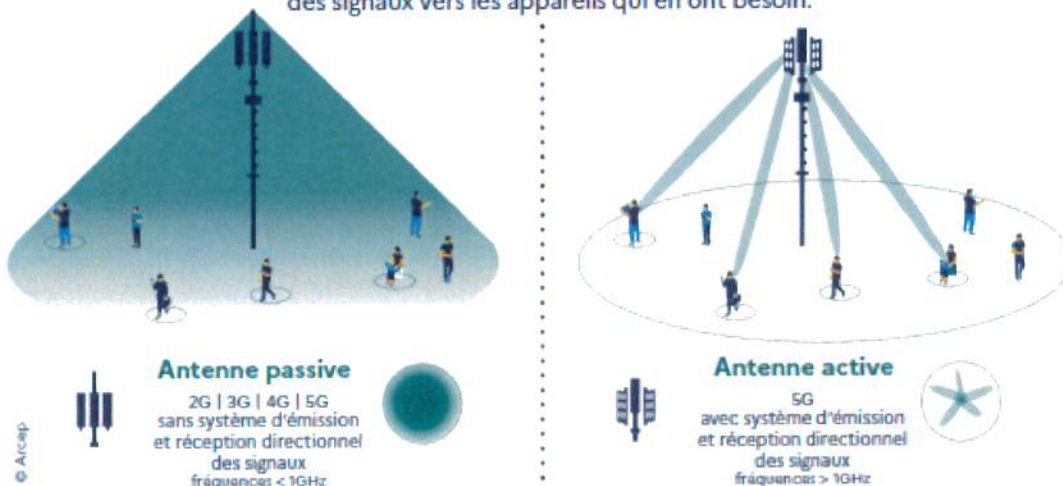 des signaux vers les appareils qui en ont besoin.
Antenne passive
2G | 3G | 4G | 5G
sans système d'émission
et réception directionnel
des signaux
fréquences < 1GHz
© Arcep
Antenne active
5G
avec système d'émission
et réception directionnel
des signaux
fréquences > 1GHz